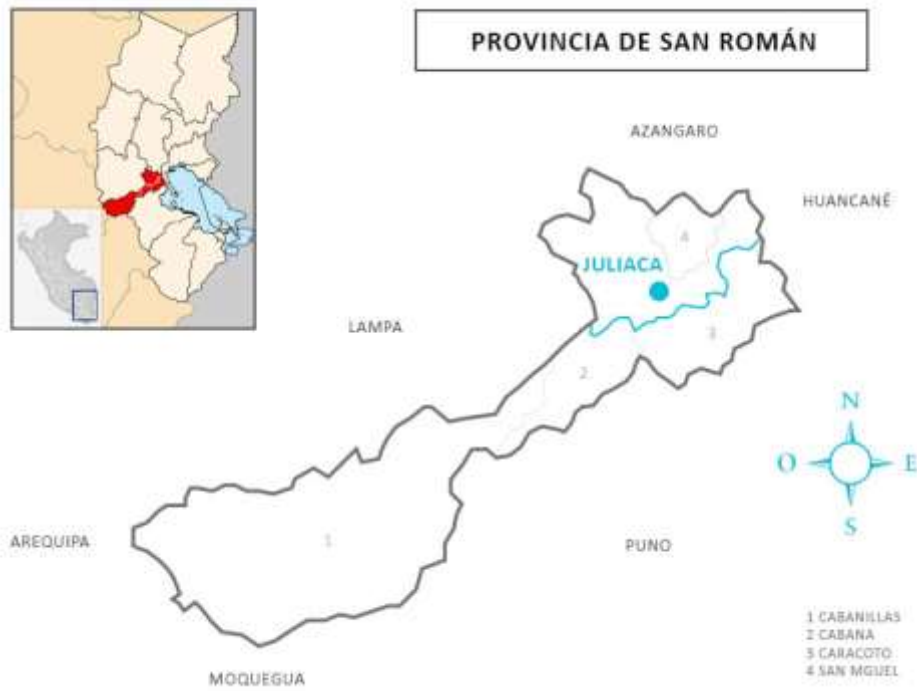 PROVINCIA DE SAN ROMÁN
AZANGARO
HUANCANÉ
4
JULIACA
LAMPA
3
2
N
O E
S
1
AREQUIPA
PUNO
MOQUEGUA
1 CABANILLAS
2 CABANA
3 CARACOTO
4 SAN MGUEL